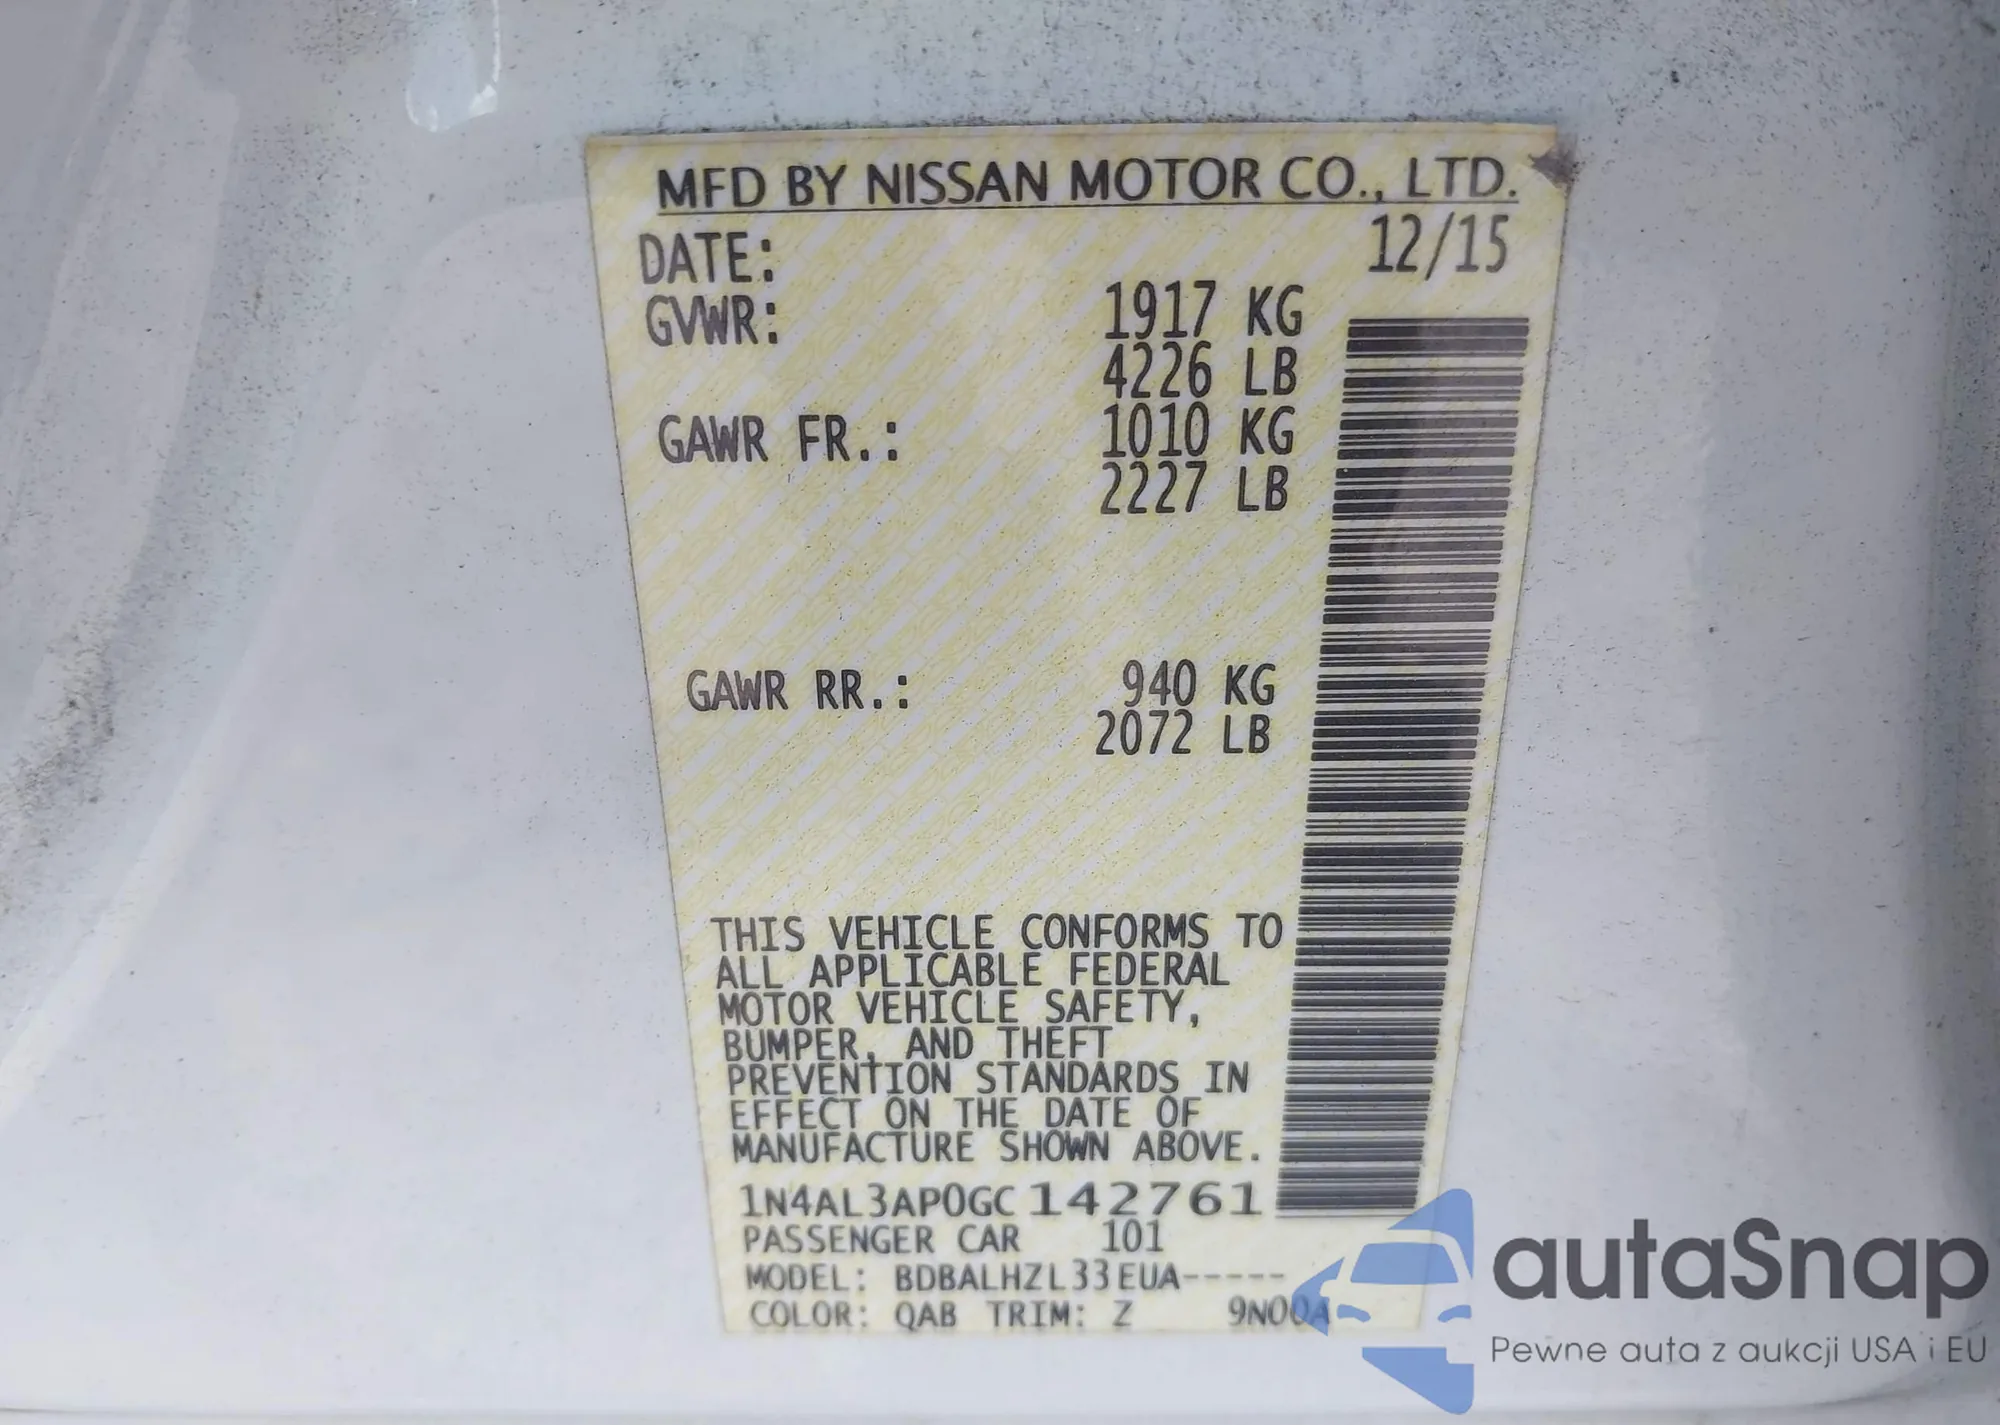 MFD BY NISSAN MOTOR CO., LTD.
DATE: 12/15
GVWR: 1917 KG
4226 LB
GAWR FR.: 1010 KG
2227 LB
GAWR RR.: 940 KG
2072 LB
THIS VEHICLE CONFORMS TO
ALL APPLICABLE FEDERAL
MOTOR VEHICLE SAFETY,
BUMPER, AND THEFT
PREVENTION STANDARDS IN
EFFECT ON THE DATE OF
MANUFACTURE SHOWN ABOVE.
1N4AL3AP0GC142761
PASSENGER CAR 101
MODEL: BDBALHZL33EUA-----
COLOR: QAB TRIM: Z 9N00A
autaSnap
Pewne auta z aukcji USA i EU